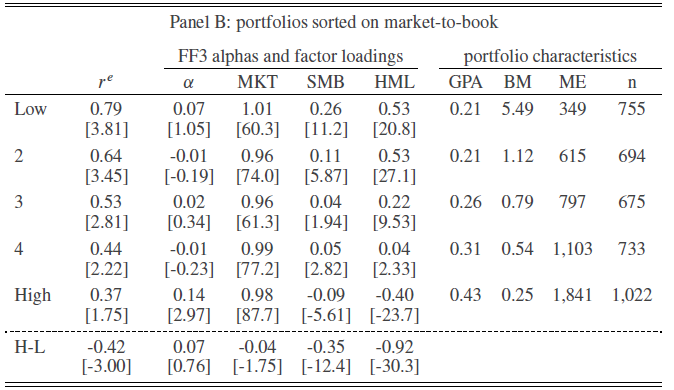 Panel B: portfolios sorted on market-to-book
FF3 alphas and factor loadings portfolio characteristics
r^e α MKT SMB HML GPA BM ME n
Low 0.79 0.07 1.01 0.26 0.53 0.21 5.49 349 755
[3.81] [1.05] [60.3] [11.2] [20.8]
2 0.64 -0.01 0.96 0.11 0.53 0.21 1.12 615 694
[3.45] [-0.19] [74.0] [5.87] [27.1]
3 0.53 0.02 0.96 0.04 0.22 0.26 0.79 797 675
[2.81] [0.34] [61.3] [1.94] [9.53]
4 0.44 -0.01 0.99 0.05 0.04 0.31 0.54 1,103 733
[2.22] [-0.23] [77.2] [2.82] [2.33]
High 0.37 0.14 0.98 -0.09 -0.40 0.43 0.25 1,841 1,022
[1.75] [2.97] [87.7] [-5.61] [-23.7]
H-L -0.42 0.07 -0.04 -0.35 -0.92
[-3.00] [0.76] [-1.75] [-12.4] [-30.3]